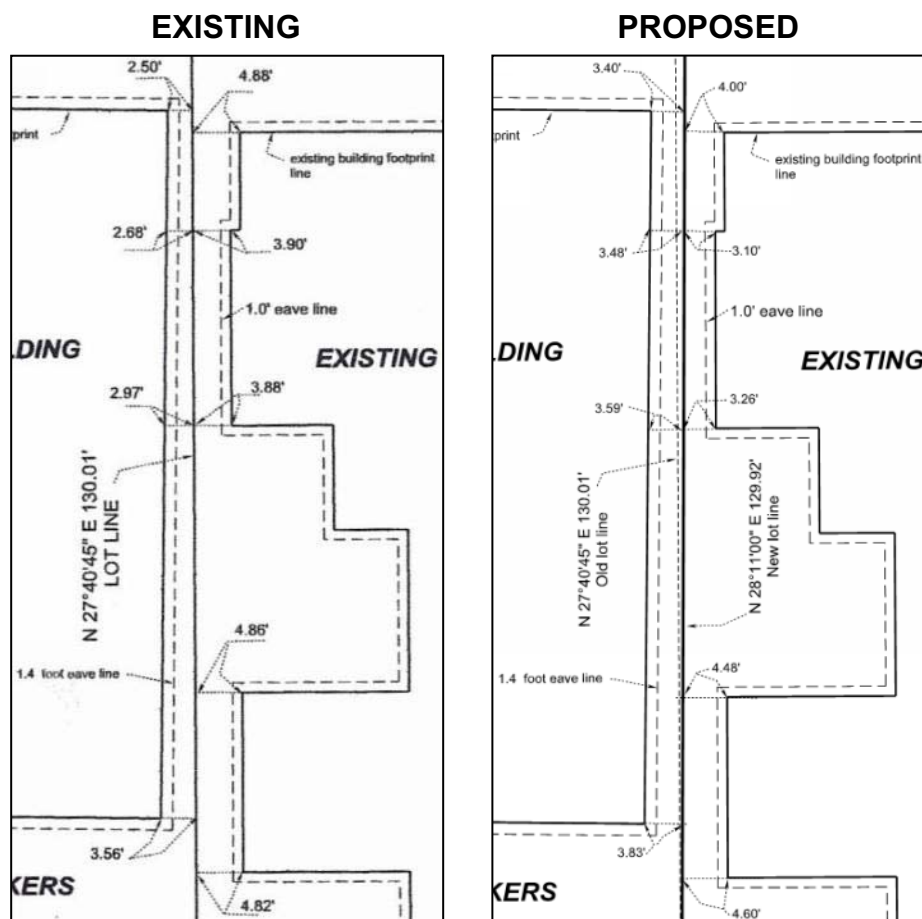 EXISTING
2.50'
4.88'
print
existing building footprint
line
2.68'
3.90'
1.0' eave line
LDING
EXISTING
2.97'
3.88'
N 27°40'45" E 130.01'
LOT LINE
4.86'
1.4 foot eave line
3.56'
KERS
4.82'
PROPOSED
3.40'
4.00'
print
existing building footprint
line
3.48'
3.10'
1.0' eave line
LDING
EXISTING
3.59'
3.26'
N 27°40'45" E 130.01'
Old lot line
N 28°11'00" E 129.92'
New lot line
4.48'
1.4 foot eave line
3.83'
KERS
4.60'